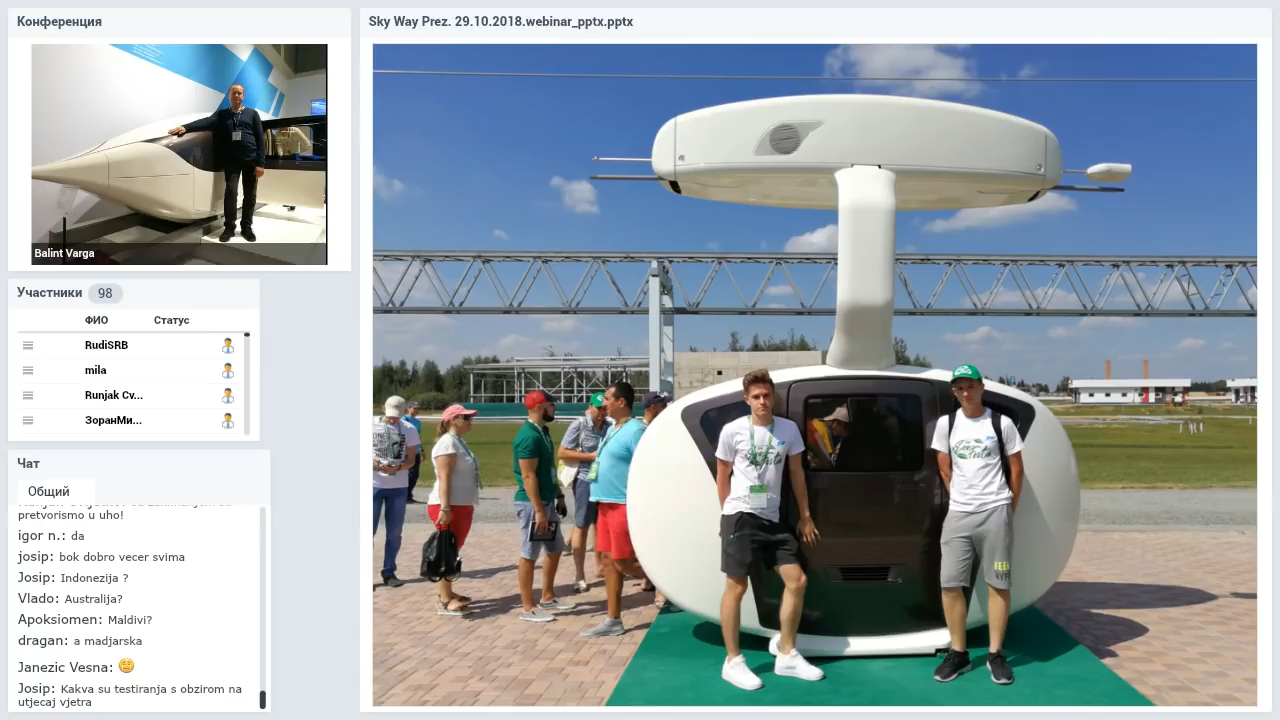 Конференция
Balint Varga
Участники 98
ФИО Статус
RudiSRB
mila
Runjak Cv...
ЗоранМи...
Чат
Общий
pretvorismo u uho!
igor n.: da
josip: bok dobro vecer svima
Josip: Indonezija ?
Vlado: Australija?
Apoksiomen: Maldivi?
dragan: a madjarska
Janezic Vesna:
Josip: Kakva su testiranja s obzirom na
utjecaj vjetra
Sky Way Prez. 29.10.2018.webinar_pptx.pptx